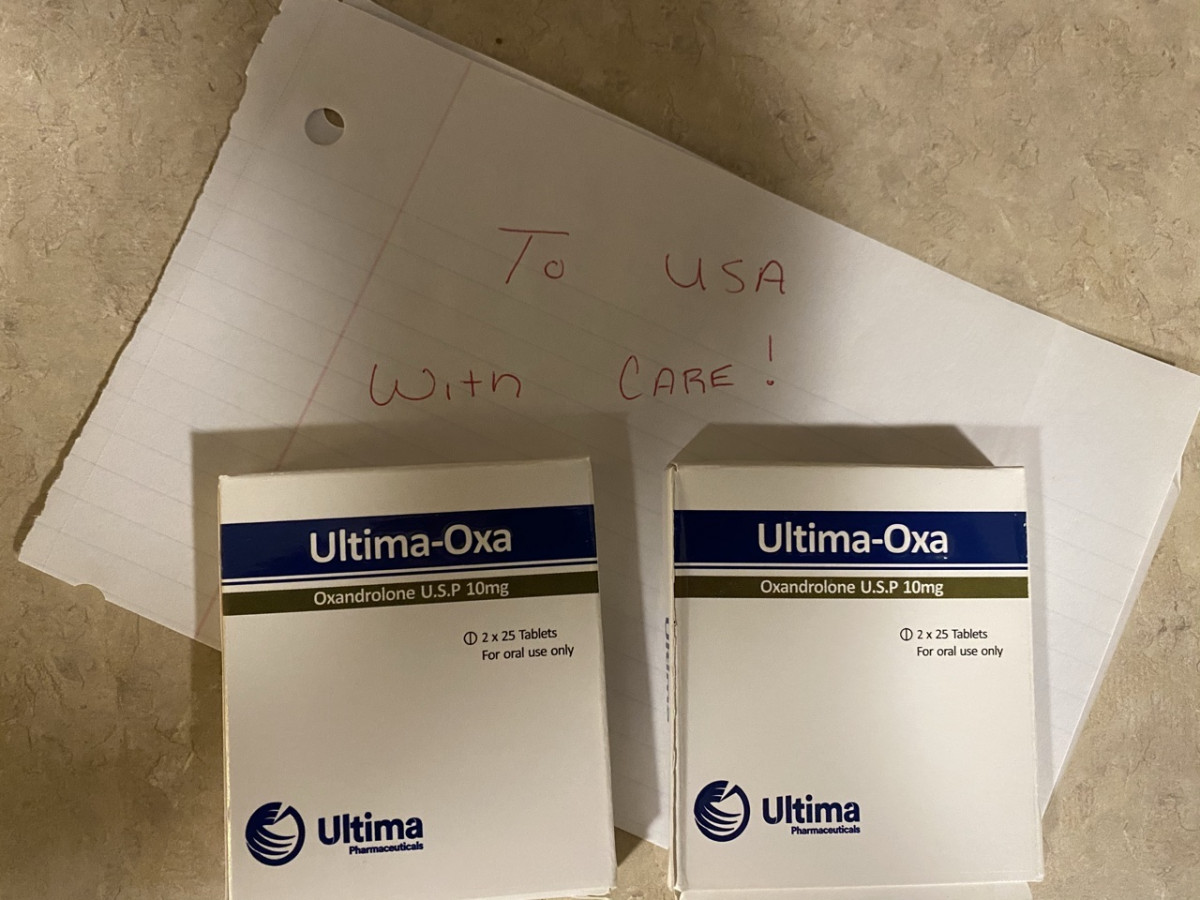 To USA
With CARE!
Ultima-Oxa
Oxandrolone U.S.P 10mg
2 x 25 Tablets
For oral use only
Ultima
Pharmaceuticals
Ultima-Oxa
Oxandrolone U.S.P 10mg
2 x 25 Tablets
For oral use only
Ultima
Pharmaceuticals